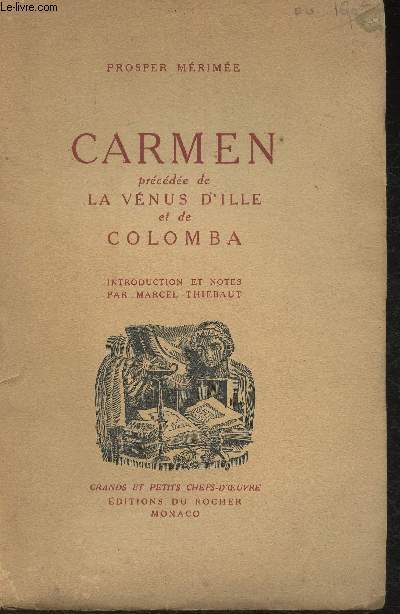 Le-livre.com
PROSPER MÉRIMÉE
CARMEN
précédée de
LA VÉNUS D'ILLE
et de
COLOMBA
INTRODUCTION ET NOTES
PAR MARCEL THIEBAUT
GRANDS ET PETITS CHEFS-D'ŒUVRE
ÉDITIONS DU ROCHER
MONACO